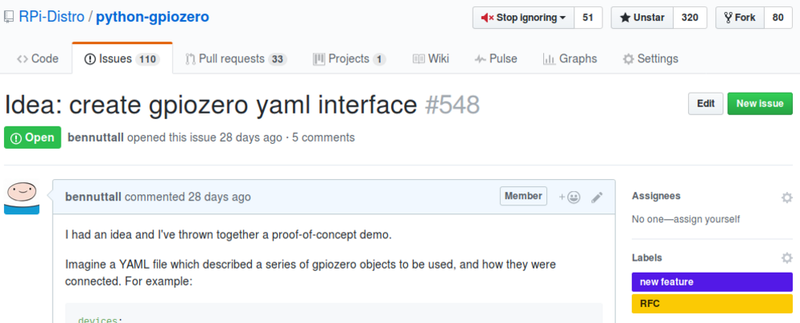 RPi-Distro / python-gpiozero
Stop ignoring 51 Unstar 320 Fork 80
Code Issues 110 Pull requests 33 Projects 1 Wiki Pulse Graphs Settings
Idea: create gpiozero yaml interface #548
Edit New issue
Open bennuttall opened this issue 28 days ago · 5 comments
bennuttall commented 28 days ago Member
I had an idea and I've thrown together a proof-of-concept demo.
Imagine a YAML file which described a series of gpiozero objects to be used, and how they were
connected. For example:
devices:
Assignees
No one—assign yourself
Labels
new feature
RFC